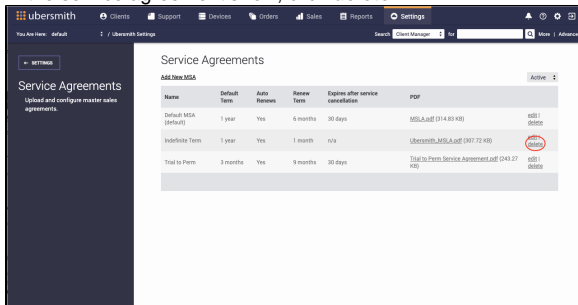 ubersmith Clients Support Devices Orders Sales Reports Settings
You Are Here: default / Ubersmith Settings Search Client Manager for More | Advance
← SETTINGS
Service Agreements
Upload and configure master sales
agreements.
Service Agreements
Add New MSA Active
Name Default Term Auto Renews Renew Term Expires after service cancellation PDF
Default MSA (default) 1 year Yes 6 months 30 days MSLA.pdf (314.83 KB) edit | delete
Indefinite Term 1 year Yes 1 month n/a Ubersmith_MSLA.pdf (307.72 KB) edit | delete
Trial to Perm 3 months Yes 9 months 30 days Trial to Perm Service Agreement.pdf (243.27 KB) edit | delete